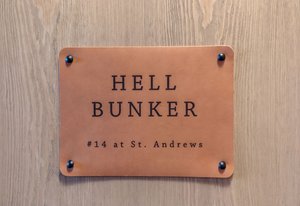 HELL
BUNKER
#14 at St. Andrews